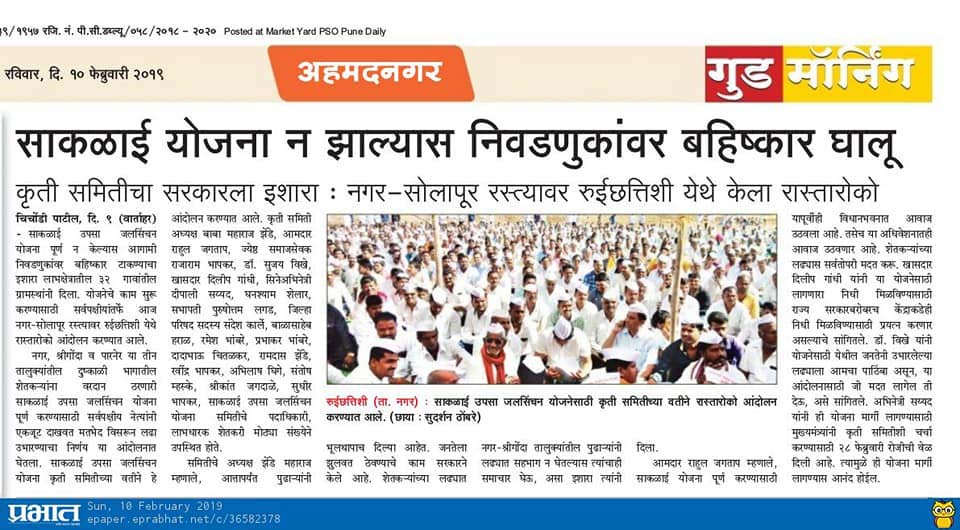 १९/१९५७ रजि. नं. पी.सी.डब्ल्यू/०५८/२०१८ – २०२० Posted at Market Yard PSO Pune Daily
रविवार, दि. १० फेब्रुवारी २०१९
अहमदनगर
गुड मॉर्निंग
साकळाई योजना न झाल्यास निवडणुकांवर बहिष्कार घालू
कृती समितीचा सरकारला इशारा : नगर–सोलापूर रस्त्यावर रुईछत्तिशी येथे केला रास्तारोको
चिचोंडी पाटील, दि. ९ (वार्ताहर)
- साकळाई उपसा जलसिंचन
योजना पूर्ण न केल्यास आगामी
निवडणुकांवर बहिष्कार टाकण्याचा
इशारा लाभक्षेत्रातील ३२ गावांतील
ग्रामस्थांनी दिला. योजनेचे काम सुरू
करण्यासाठी सर्वपक्षीयांतर्फे आज
नगर-सोलापूर रस्त्यावर रुईछत्तिशी येथे
रास्तारोको आंदोलन करण्यात आले.
नगर, श्रीगोंदा व पारनेर या तीन
तालुक्यांतील दुष्काळी भागातील
शेतकऱ्यांना वरदान ठरणारी
साकळाई उपसा जलसिंचन योजना
पूर्ण करण्यासाठी सर्वपक्षीय नेत्यांनी
एकजूट दाखवत मतभेद विसरून लढा
उभारण्याचा निर्णय या आंदोलनात
घेतला. साकळाई उपसा जलसिंचन
योजना कृती समितीच्या वतीने हे
आंदोलन करण्यात आले. कृती समिती
अध्यक्ष बाबा महाराज झेंडे, आमदार
राहुल जगताप, ज्येष्ठ समाजसेवक
राजाराम भापकर, डॉ. सुजय विखे,
खासदार दिलीप गांधी, सिनेअभिनेत्री
दीपाली सय्यद, घनश्याम शेलार,
सभापती पुरुषोत्तम लगड, जिल्हा
परिषद सदस्य संदेश कार्ले, बाळासाहेब
हराळ, रमेश भांबरे, प्रभाकर भांबरे,
दादाभाऊ चितळकर, रामदास झेंडे,
रवींद्र भापकर, अभिलाष घिगे, संतोष
म्हस्के, श्रीकांत जगदाळे, सुधीर
भापकर, साकळाई उपसा जलसिंचन
योजना समितीचे पदाधिकारी,
लाभधारक शेतकरी मोठ्या संख्येने
उपस्थित होते.
समितीचे अध्यक्ष झेंडे महाराज
म्हणाले, आत्तापर्यंत पुढाऱ्यांनी
रुईछत्तिशी (ता. नगर) : साकळाई उपसा जलसिंचन योजनेसाठी कृती समितीच्या वतीने रास्तारोको आंदोलन
करण्यात आले. (छाया : सुदर्शन ठोंबरे)
भूलथापाच दिल्या आहेत. जनतेला
झुलवत ठेवण्याचे काम सरकारने
केले आहे. शेतकऱ्यांच्या लढ्यात
नगर-श्रीगोंदा तालुक्यांतील पुढाऱ्यांनी
लढ्यात सहभाग न घेतल्यास त्यांचाही
समाचार घेऊ, असा इशारा त्यांनी
दिला.
आमदार राहुल जगताप म्हणाले,
साकळाई योजना पूर्ण करण्यासाठी
यापूर्वीही विधानभवनात आवाज
उठवला आहे. तसेच या अधिवेशनातही
आवाज उठवणार आहे. शेतकऱ्यांच्या
लढ्यास सर्वतोपरी मदत करू. खासदार
दिलीप गांधी यांनी या योजनेसाठी
लागणारा निधी मिळविण्यासाठी
राज्य सरकारबरोबरच केंद्राकडेही
निधी मिळविण्यासाठी प्रयत्न करणार
असल्याचे सांगितले. डॉ. विखे यांनी
योजनेसाठी येथील जनतेनी उभारलेल्या
लढ्याला आमचा पाठिंबा असून, या
आंदोलनासाठी जी मदत लागेल ती
देऊ, असे सांगितले. अभिनेत्री सय्यद
यांनी ही योजना मार्गी लागण्यासाठी
मुख्यमंत्र्यांनी कृती समितीशी चर्चा
करण्यासाठी २८ फेब्रुवारी रोजीची वेळ
दिली आहे. त्यामुळे ही योजना मार्गी
लागण्यास आनंद होईल.
प्रभात
Sun, 10 February 2019
epaper.eprabhat.net/c/36582378